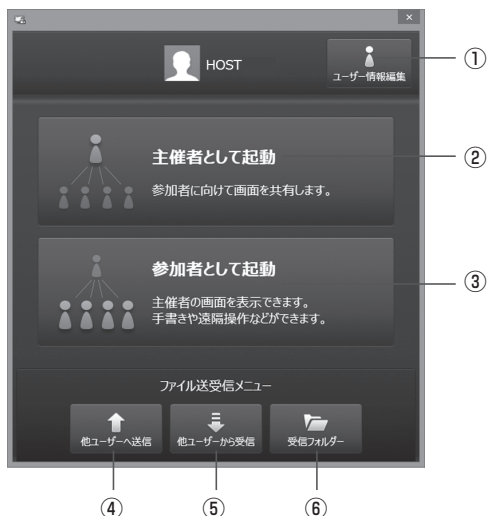 HOST
ユーザー情報編集
①
主催者として起動
参加者に向けて画面を共有します。
②
参加者として起動
主催者の画面を表示できます。
手書きや遠隔操作などができます。
③
ファイル送受信メニュー
他ユーザーへ送信
他ユーザーから受信
受信フォルダー
④
⑤
⑥